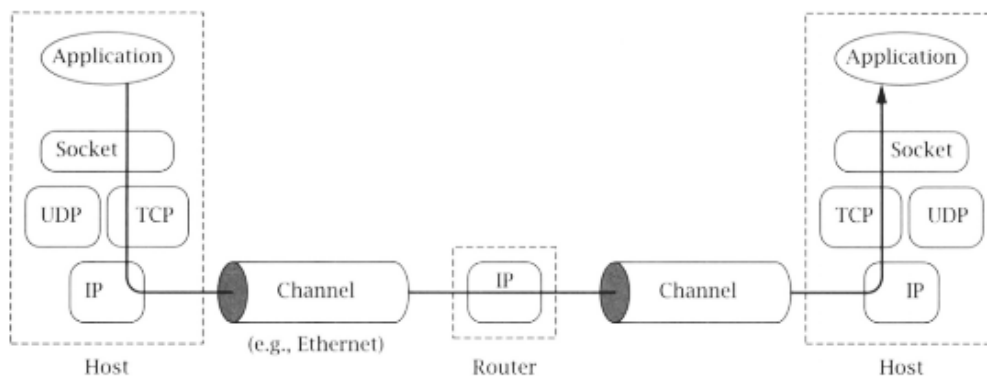 Application
Socket
UDP
TCP
IP
Host
Channel
(e.g., Ethernet)
IP
Router
Channel
Application
Socket
TCP
UDP
IP
Host